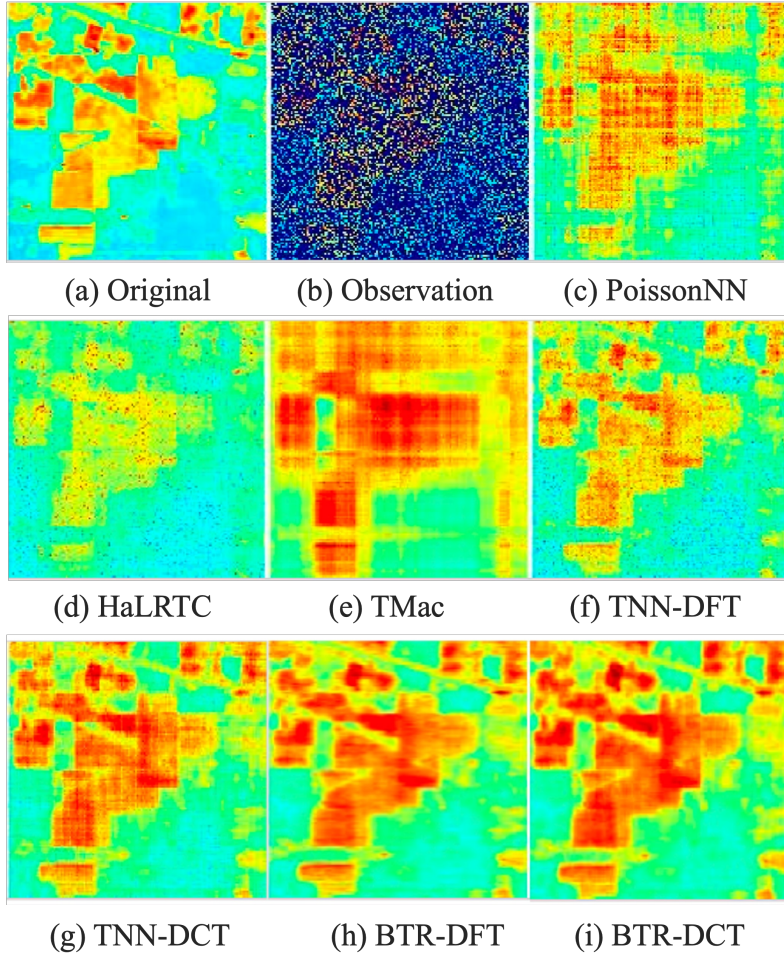 (a) Original (b) Observation (c) PoissonNN
(d) HaLRTC (e) TMac (f) TNN-DFT
(g) TNN-DCT (h) BTR-DFT (i) BTR-DCT